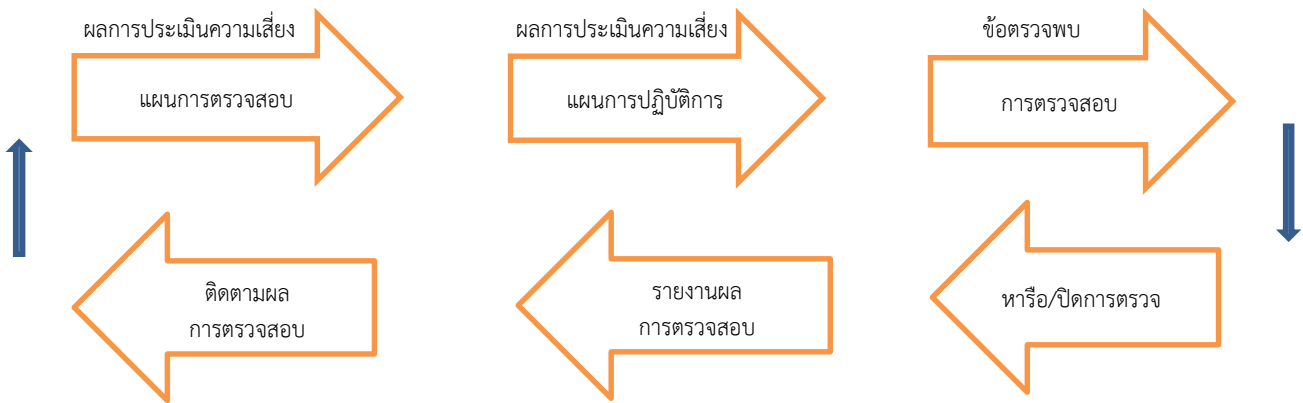 ผลการประเมินความเสี่ยง
แผนการตรวจสอบ
ผลการประเมินความเสี่ยง
แผนการปฏิบัติการ
ข้อตรวจพบ
การตรวจสอบ
หารือ/ปิดการตรวจ
รายงานผล
การตรวจสอบ
ติดตามผล
การตรวจสอบ